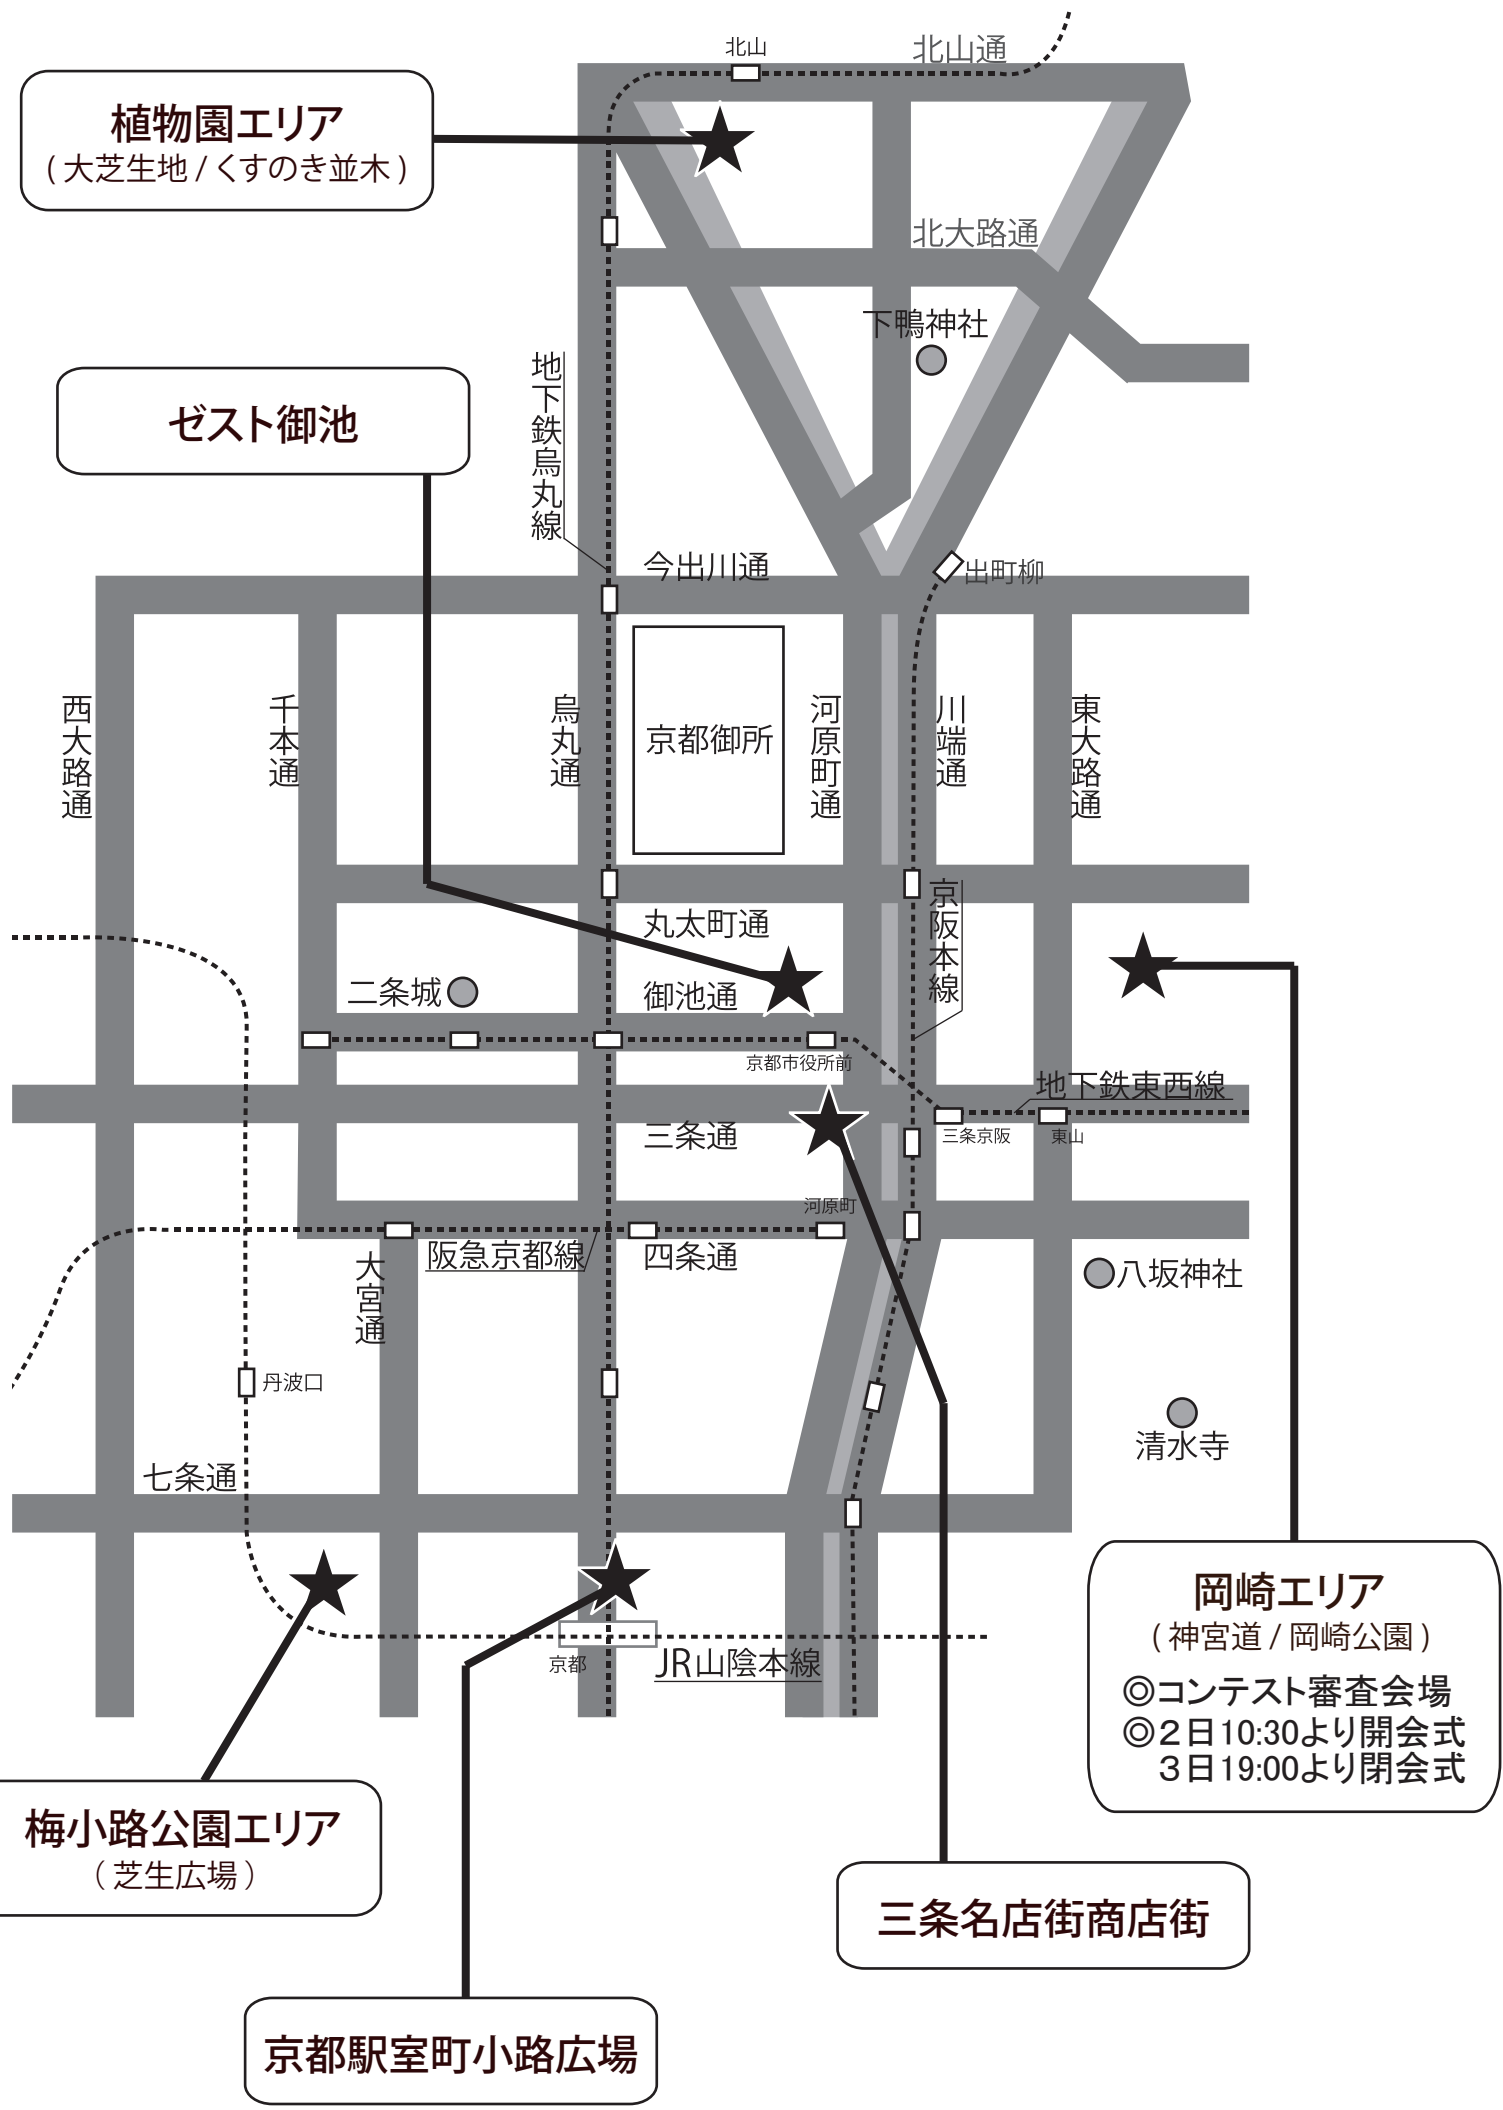 北山
北山通
植物園エリア
( 大芝生地 / くすのき並木 )
北大路通
下鴨神社
地下鉄烏丸線
ゼスト御池
今出川通
出町柳
西大路通
千本通
烏丸通
京都御所
河原町通
川端通
東大路通
京阪本線
丸太町通
二条城
御池通
京都市役所前
地下鉄東西線
三条通
三条京阪
東山
河原町
阪急京都線
四条通
大宮通
八坂神社
丹波口
清水寺
七条通
京都
JR山陰本線
岡崎エリア
( 神宮道 / 岡崎公園 )
◎コンテスト審査会場
◎２日10:30より開会式
３日19:00より閉会式
梅小路公園エリア
( 芝生広場 )
三条名店街商店街
京都駅室町小路広場